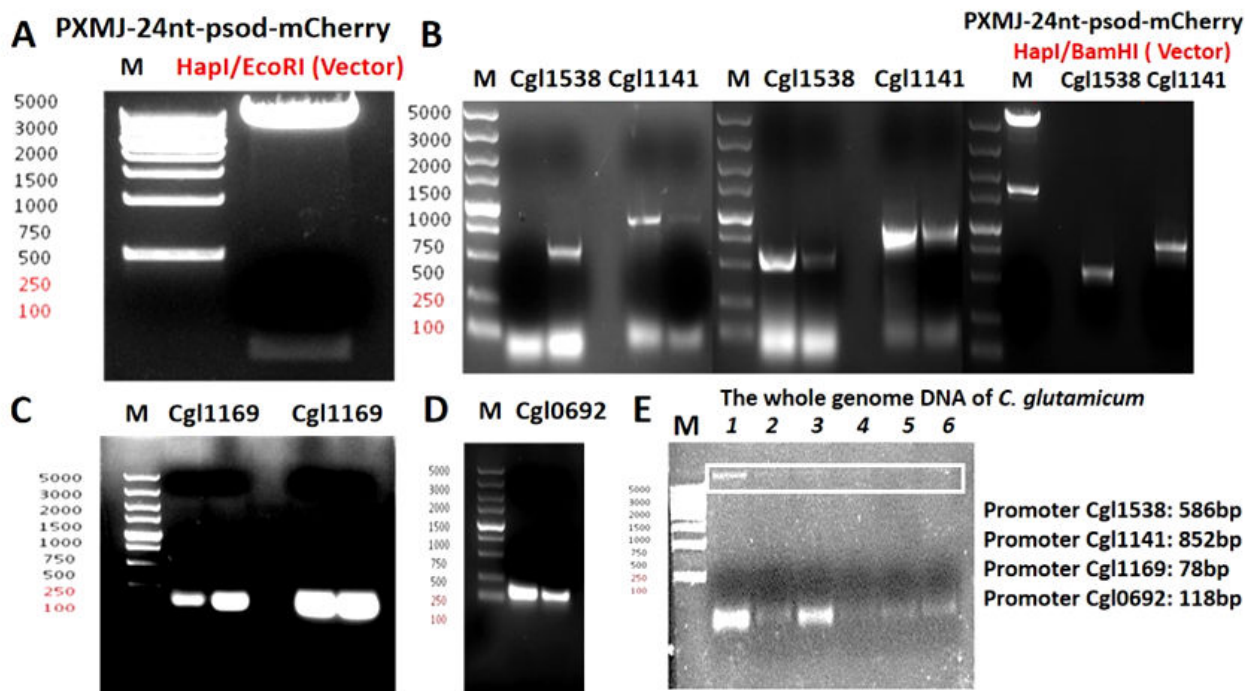 A
PXMJ-24nt-psod-mCherry
M HapI/EcoRI (Vector)
5000
3000
2000
1500
1000
750
500
250
100
B
M Cgl1538 Cgl1141 M Cgl1538 Cgl1141
PXMJ-24nt-psod-mCherry
HapI/BamHI ( Vector)
M Cgl1538 Cgl1141
5000
3000
2000
1500
1000
750
500
250
100
C
M Cgl1169 Cgl1169
5000
3000
2000
1500
1000
750
500
250
100
D
M Cgl0692
5000
3000
2000
1500
1000
750
500
250
100
E
The whole genome DNA of C. glutamicum
M 1 2 3 4 5 6
5000
3000
2000
1500
1000
750
500
250
100
Promoter Cgl1538: 586bp
Promoter Cgl1141: 852bp
Promoter Cgl1169: 78bp
Promoter Cgl0692: 118bp